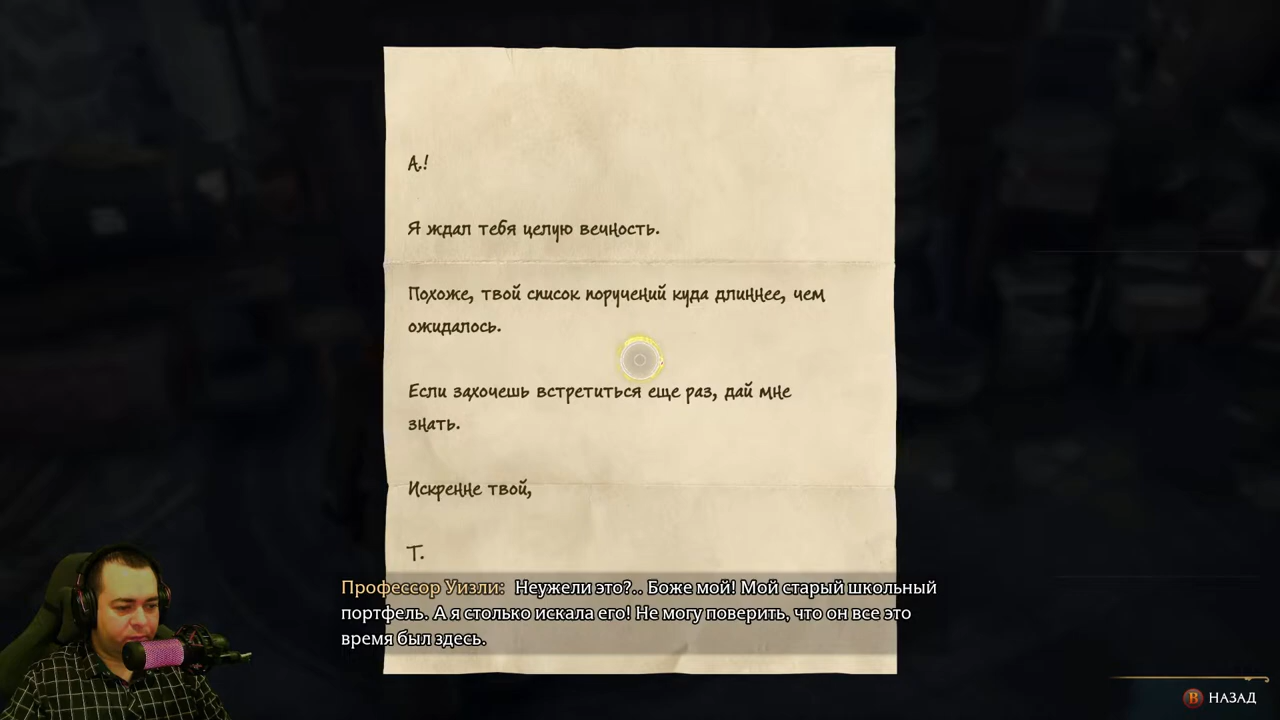 А.!
Я ждал тебя целую вечность.
Похоже, твой список поручений куда длиннее, чем
ожидалось.
Если захочешь встретиться еще раз, дай мне
знать.
Искренне твой,
Т.
Профессор Уизли: Неужели это?.. Боже мой! Мой старый школьный
портфель. А я столько искала его! Не могу поверить, что он все это
время был здесь.
B НАЗАД